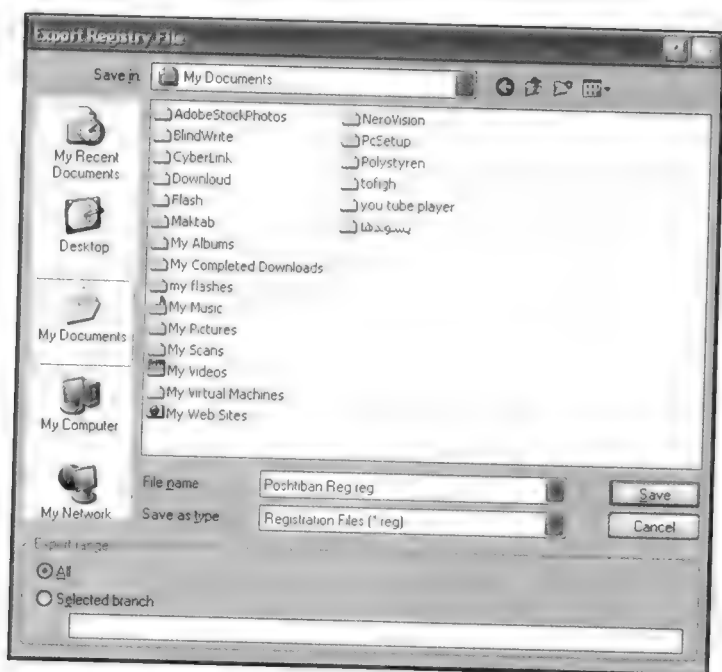 Export Registry File
Save in
My Documents
My Recent
Documents
Desktop
My Documents
My Computer
My Network
AdobeStockPhotos
BlindWrite
CyberLink
Downloud
Flash
Maktab
My Albums
My Completed Downloads
my flashes
My Music
My Pictures
My Scans
My Videos
My Virtual Machines
My Web Sites
NeroVision
PcSetup
Polystyren
tofigh
you tube player
پسوندها
File name
Poshtiban Reg reg
Save
Save as type
Registration Files (*reg)
Cancel
Export range
All
Selected branch